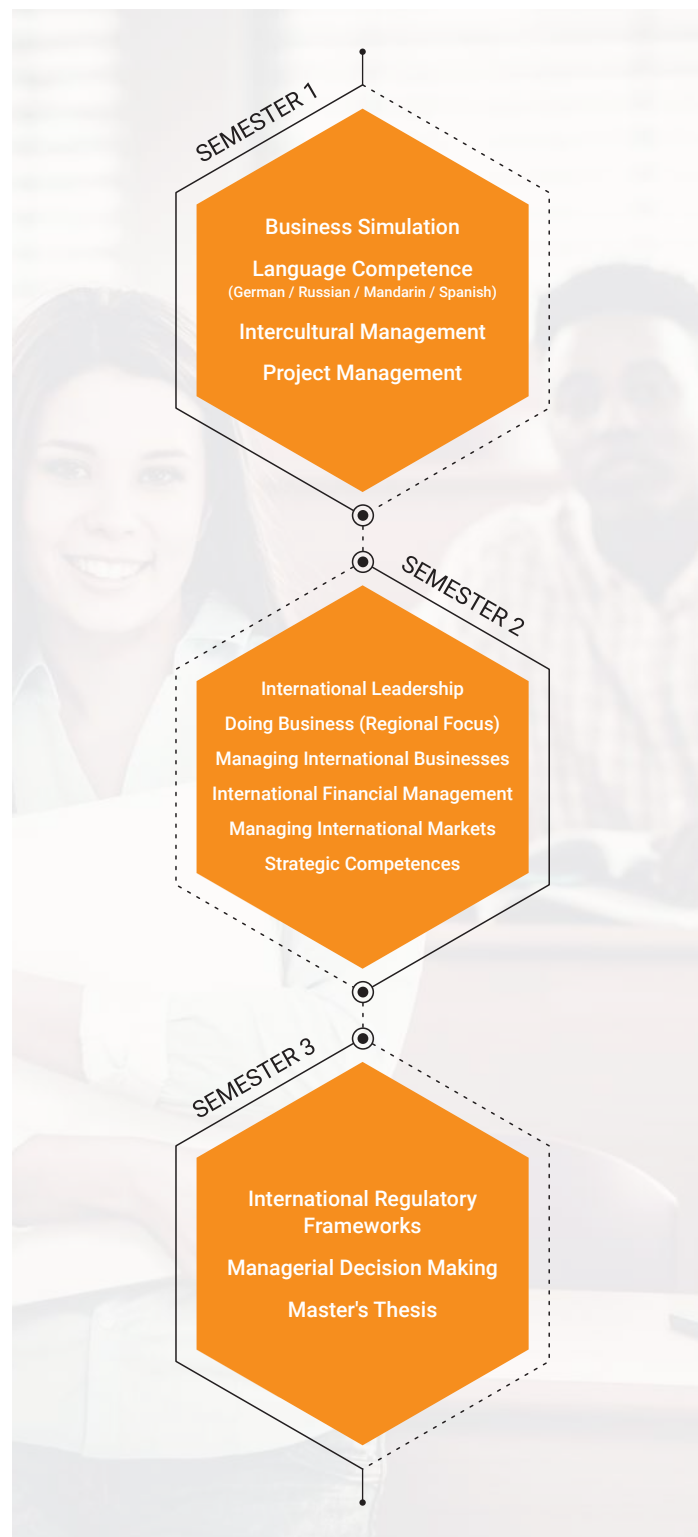 SEMESTER 1
Business Simulation
Language Competence
(German / Russian / Mandarin / Spanish)
Intercultural Management
Project Management
SEMESTER 2
International Leadership
Doing Business (Regional Focus)
Managing International Businesses
International Financial Management
Managing International Markets
Strategic Competences
SEMESTER 3
International Regulatory
Frameworks
Managerial Decision Making
Master's Thesis